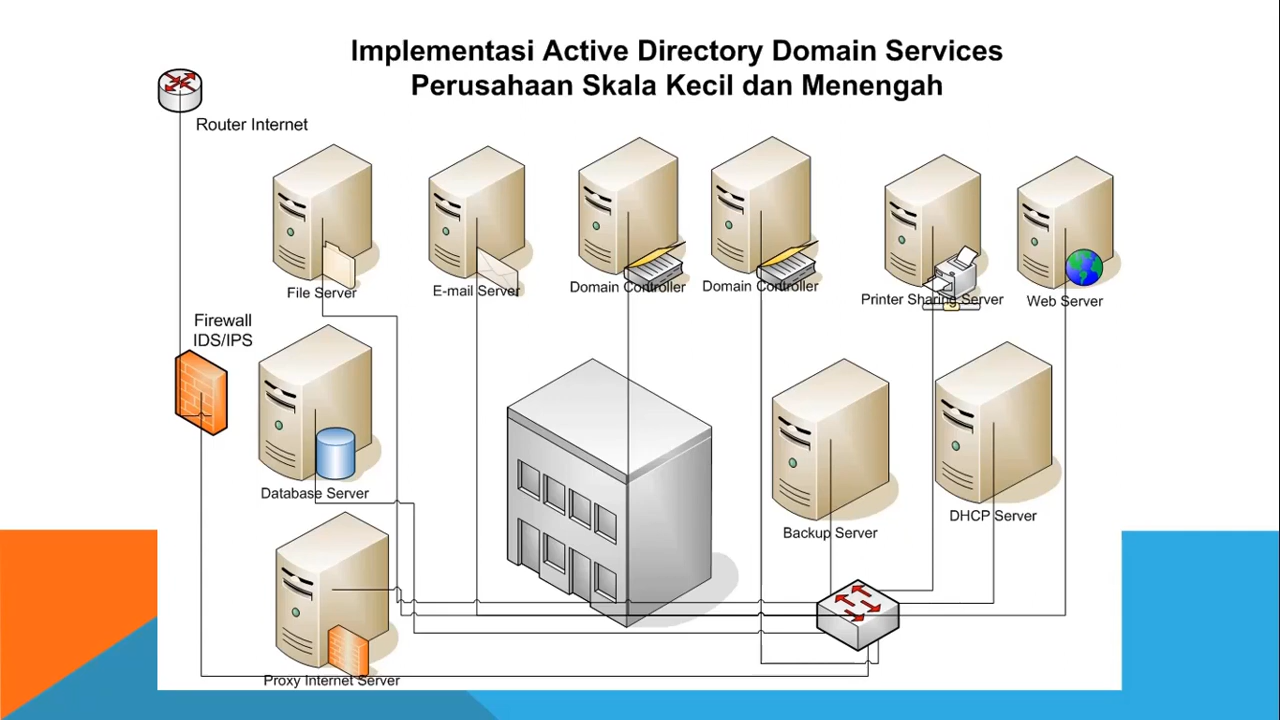 Implementasi Active Directory Domain Services
Perusahaan Skala Kecil dan Menengah
Router Internet
File Server
E-mail Server
Domain Controller
Domain Controller
Printer Sharing Server
Web Server
Firewall
IDS/IPS
Database Server
Backup Server
DHCP Server
Proxy Internet Server